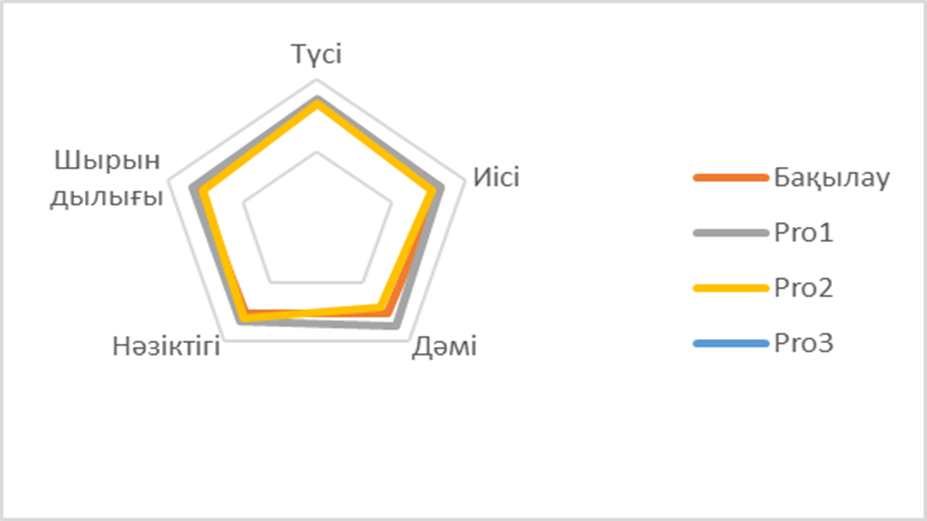 Түсі
Иісі
Дәмі
Нәзіктігі
Шырын
дылығы
Бақылау
Pro1
Pro2
Pro3